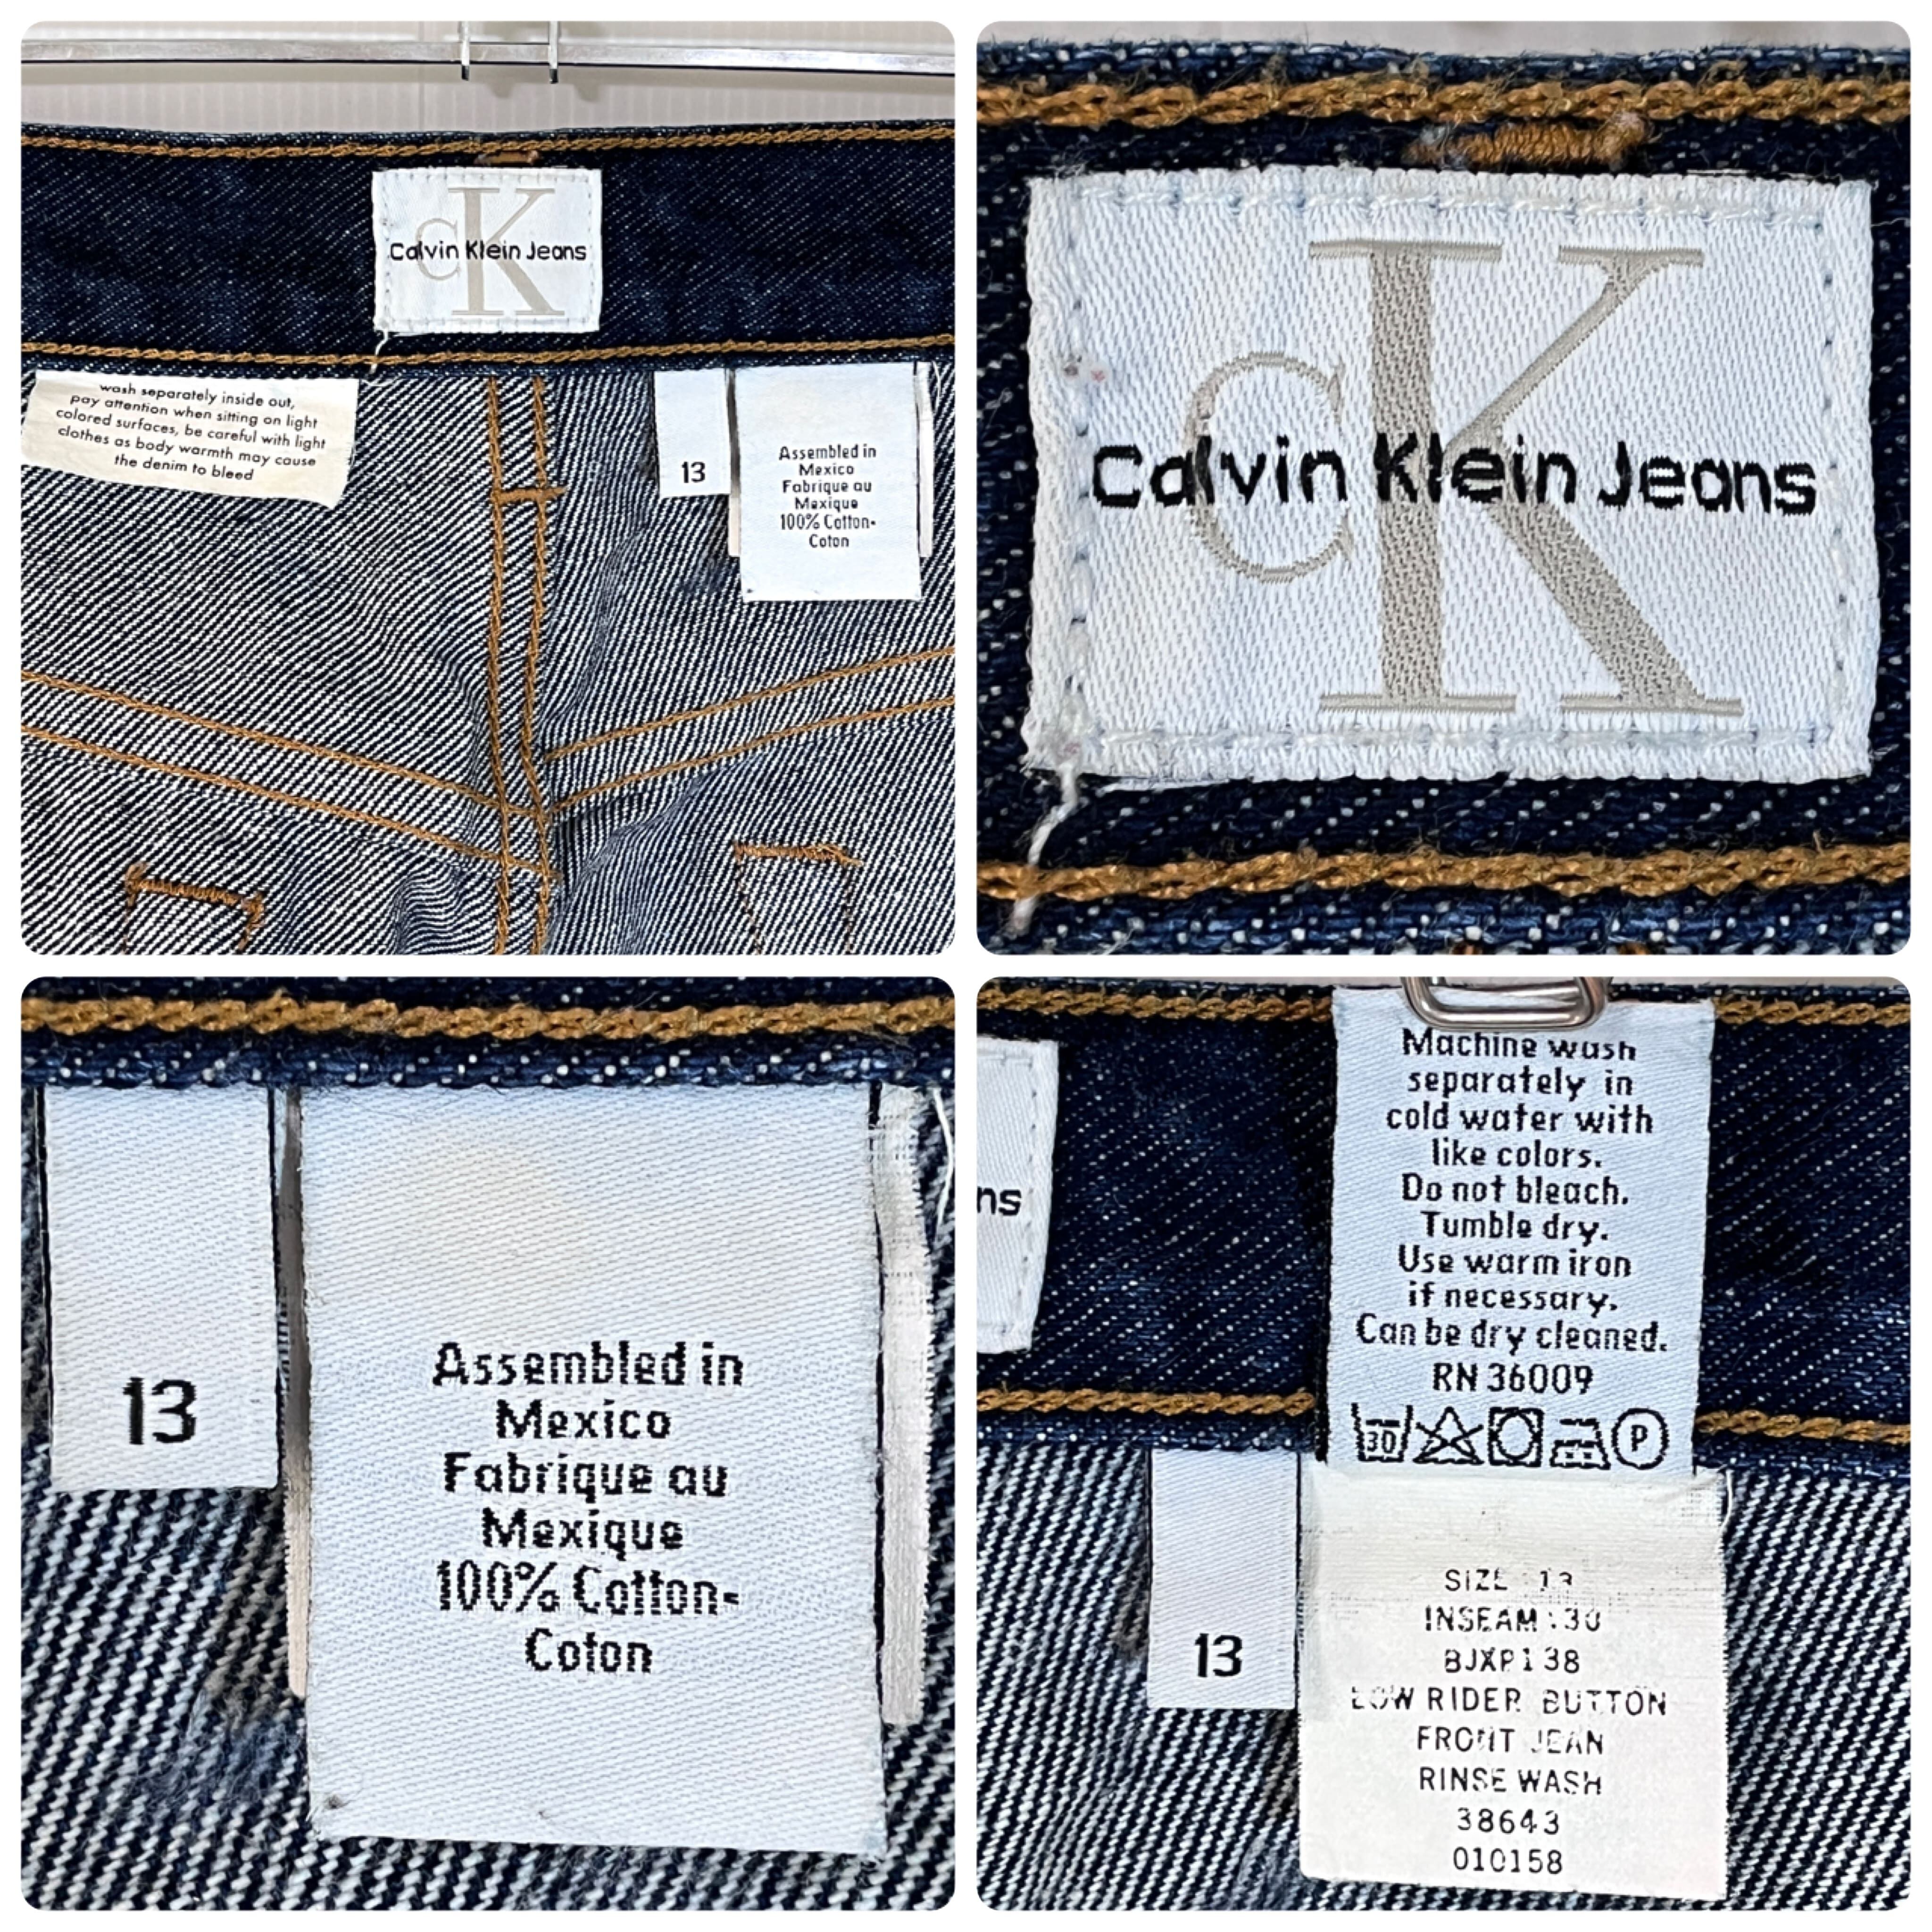 CK
Calvin Klein Jeans
wash separately inside out,
pay attention when sitting on light
colored surfaces, be careful with light
clothes as body warmth may cause
the denim to bleed
13
Assembled in
Mexico
Fabrique au
Mexique
100% Cotton-
Coton
CK
Calvin Klein Jeans
13
Assembled in
Mexico
Fabrique au
Mexique
100% Cotton-
Coton
ns
Machine wash
separately in
cold water with
like colors.
Do not bleach.
Tumble dry.
Use warm iron
if necessary.
Can be dry cleaned.
RN 36009
30 P
13
SIZE : 13
INSEAM : 30
BJXP138
LOW RIDER BUTTON
FRONT JEAN
RINSE WASH
38643
010158